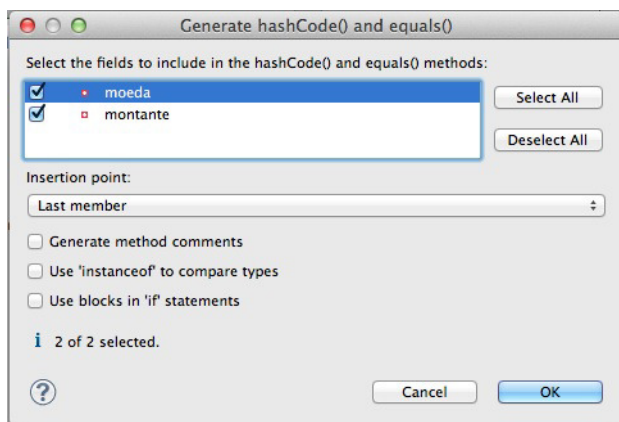 Generate hashCode() and equals()
Select the fields to include in the hashCode() and equals() methods:
moeda
montante
Select All
Deselect All
Insertion point:
Last member
Generate method comments
Use 'instanceof' to compare types
Use blocks in 'if' statements
i 2 of 2 selected.
?
Cancel
OK